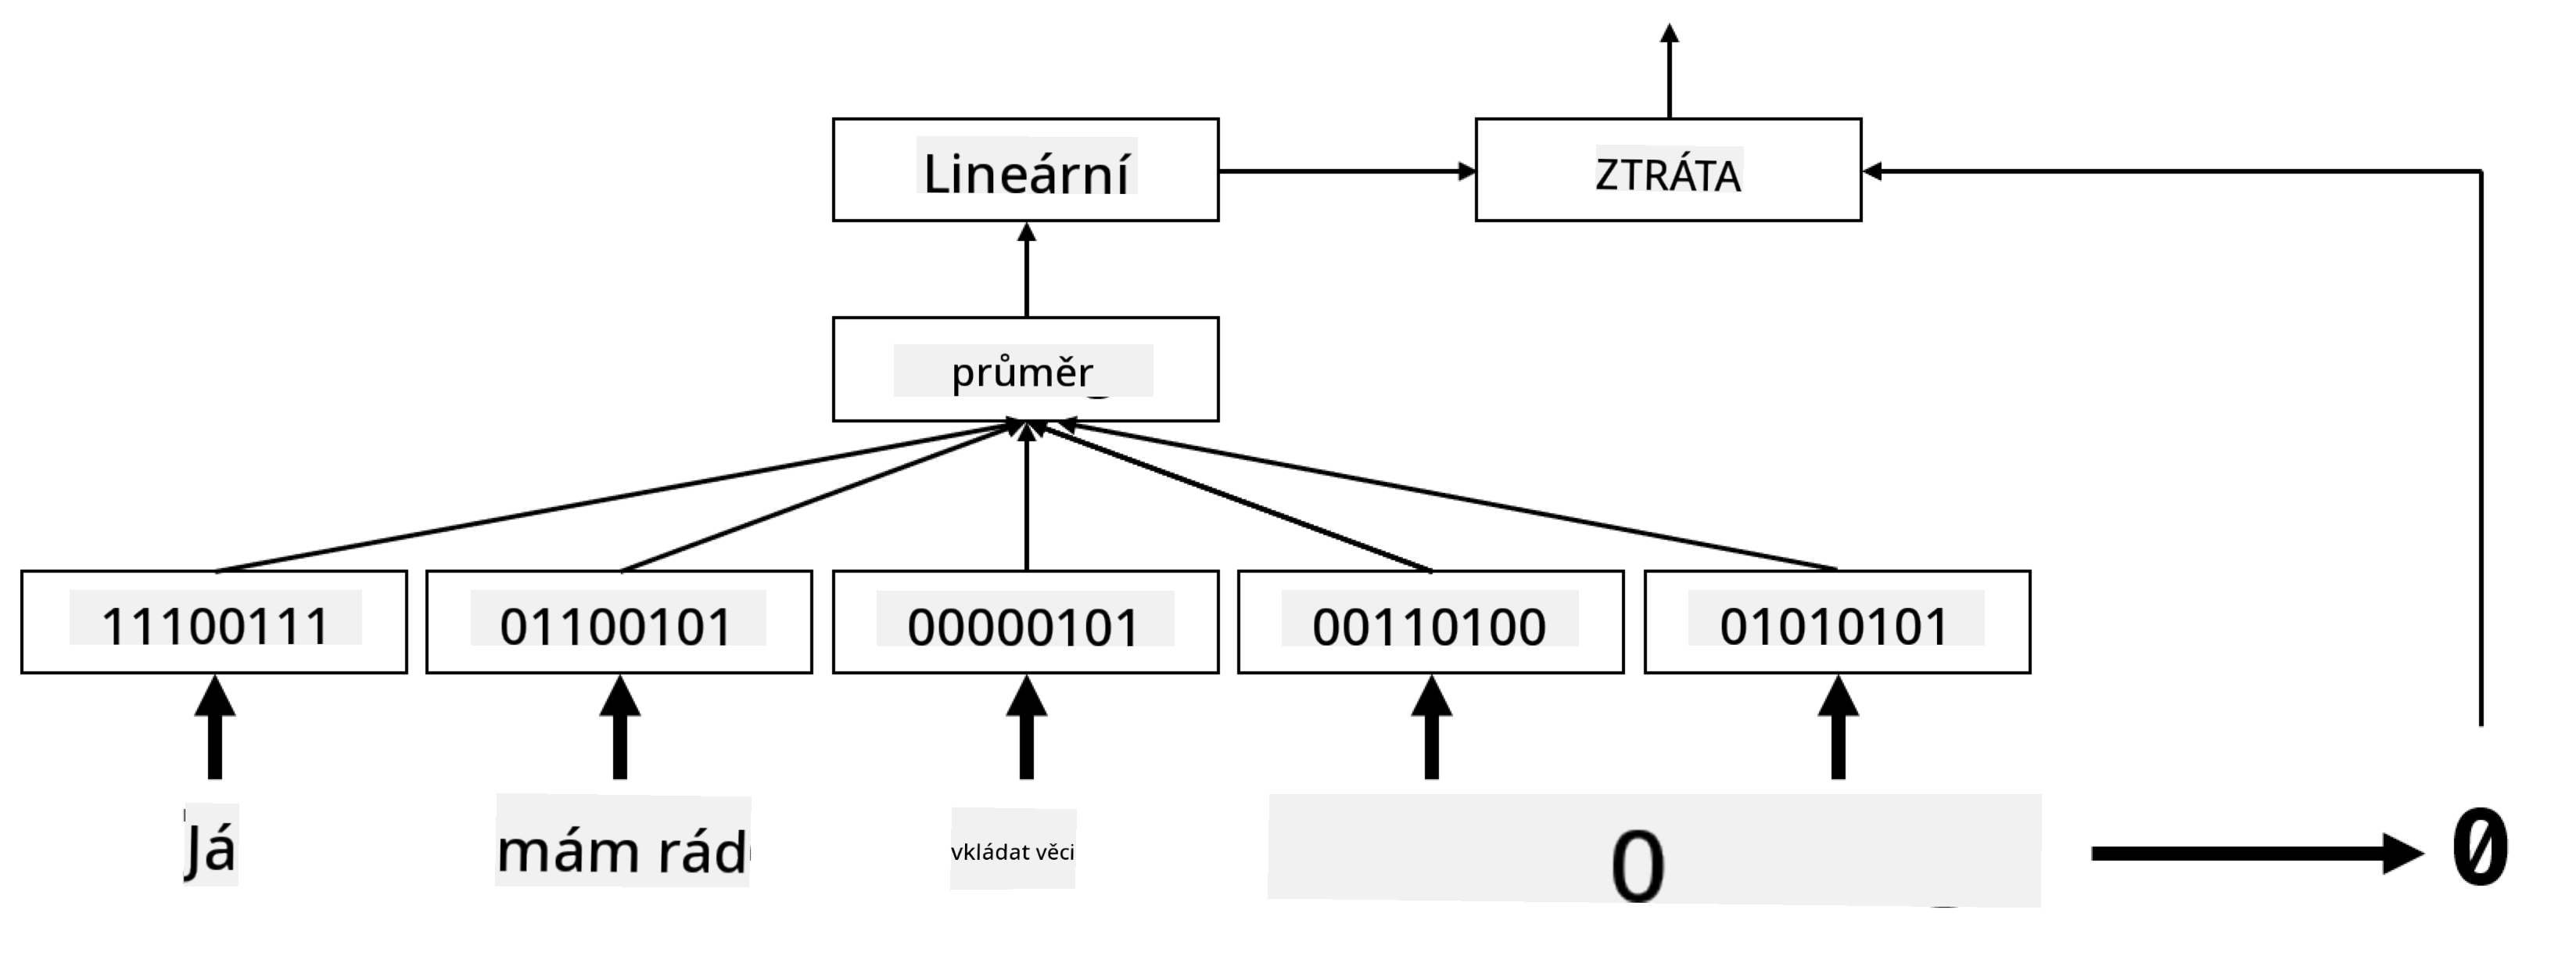 Lineární
ZTRÁTA
průměr
11100111
01100101
00000101
00110100
01010101
Já
mám rád
vkládat věci
0
0